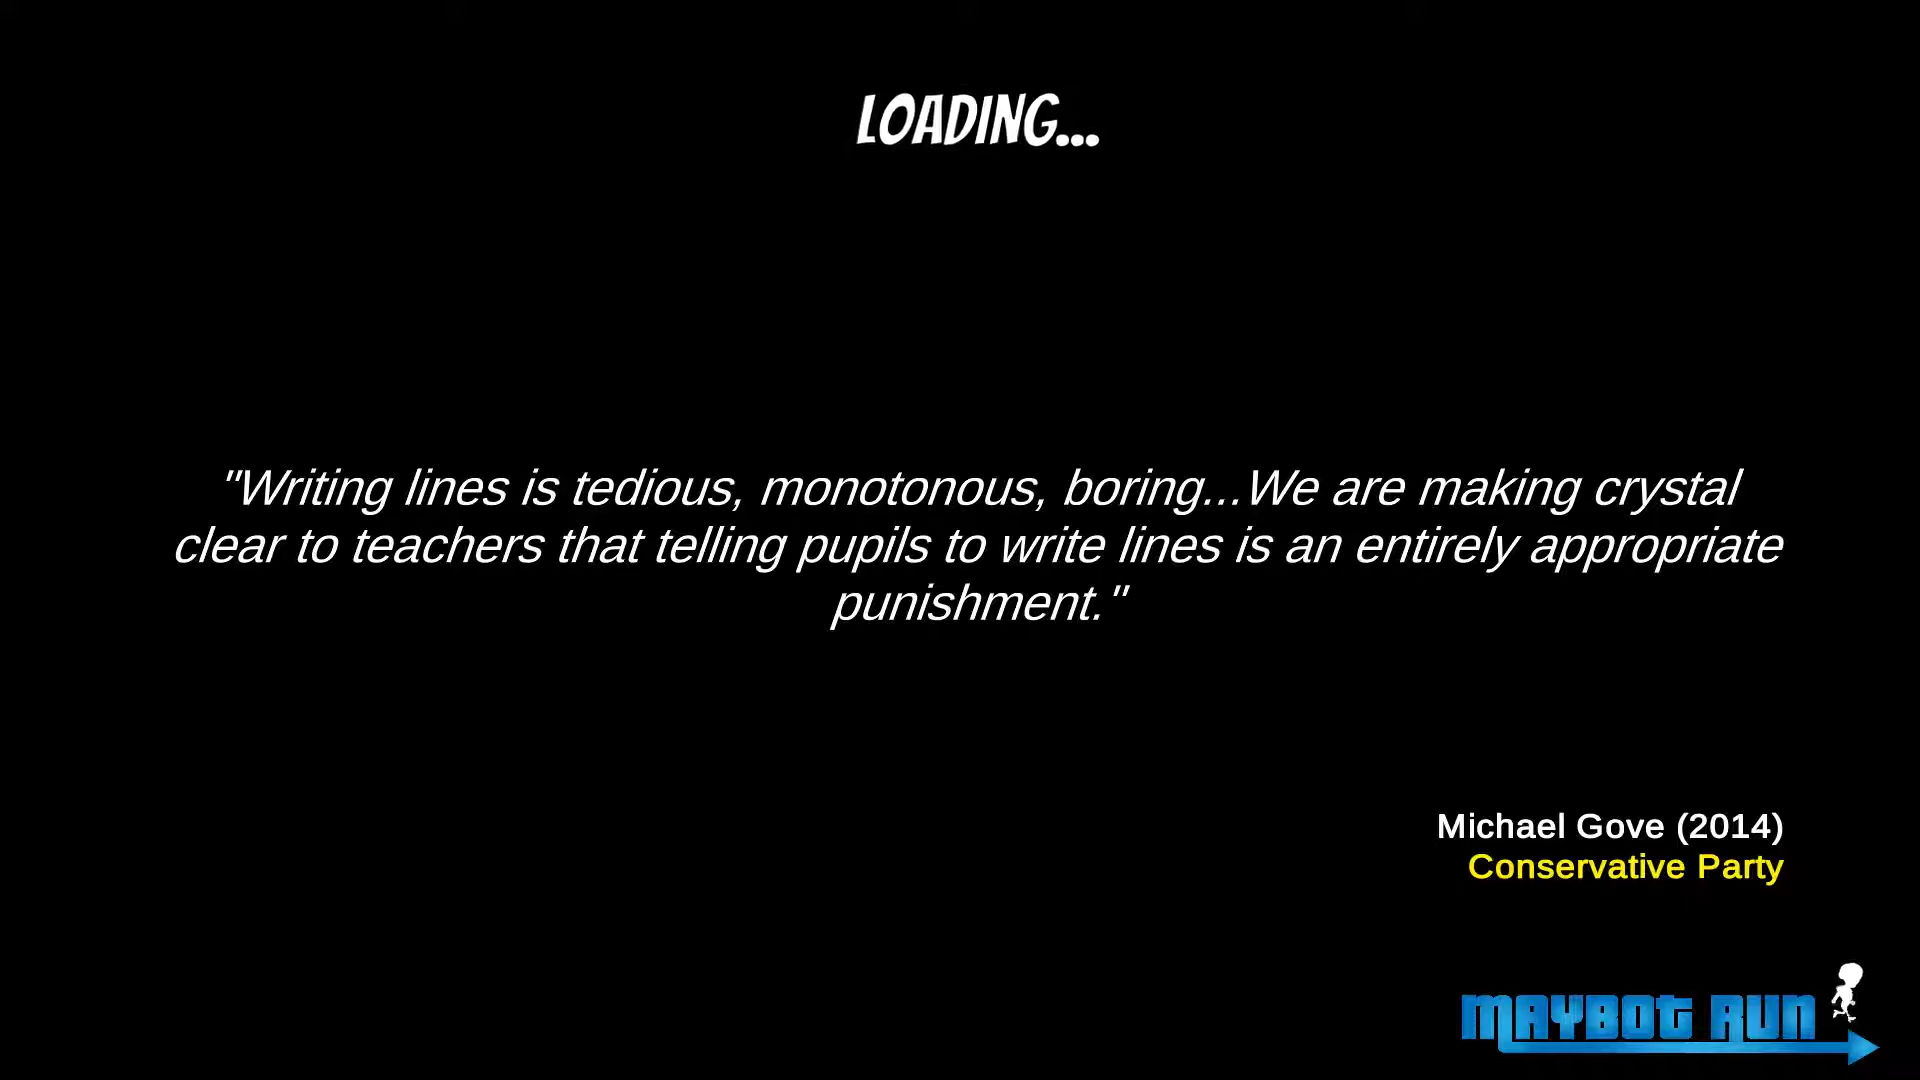 LOADING...
"Writing lines is tedious, monotonous, boring...We are making crystal
clear to teachers that telling pupils to write lines is an entirely appropriate
punishment."
Michael Gove (2014)
Conservative Party
MAYBOT RUN